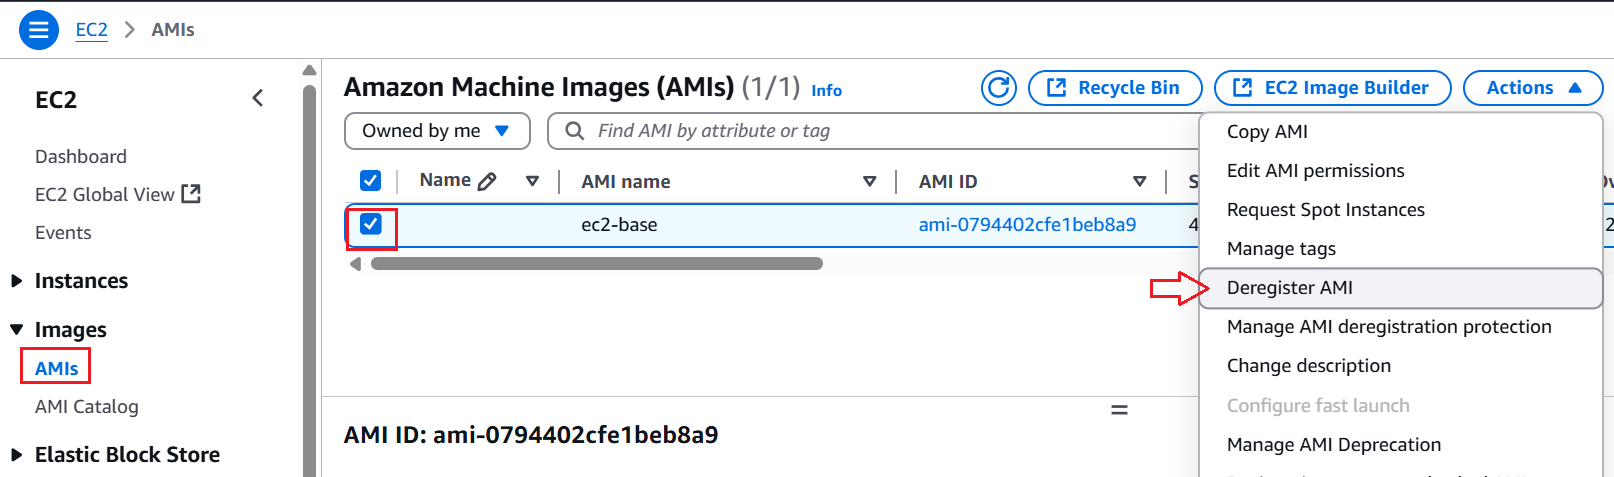 EC2 > AMIs
EC2
Dashboard
EC2 Global View
Events
Instances
Images
AMIs
AMI Catalog
Elastic Block Store
Amazon Machine Images (AMIs) (1/1) Info
Recycle Bin
EC2 Image Builder
Actions
Owned by me
Find AMI by attribute or tag
Name
AMI name
AMI ID
S
ec2-base
ami-0794402cfe1beb8a9
4
2
Copy AMI
Edit AMI permissions
Request Spot Instances
Manage tags
Deregister AMI
Manage AMI deregistration protection
Change description
Configure fast launch
Manage AMI Deprecation
AMI ID: ami-0794402cfe1beb8a9